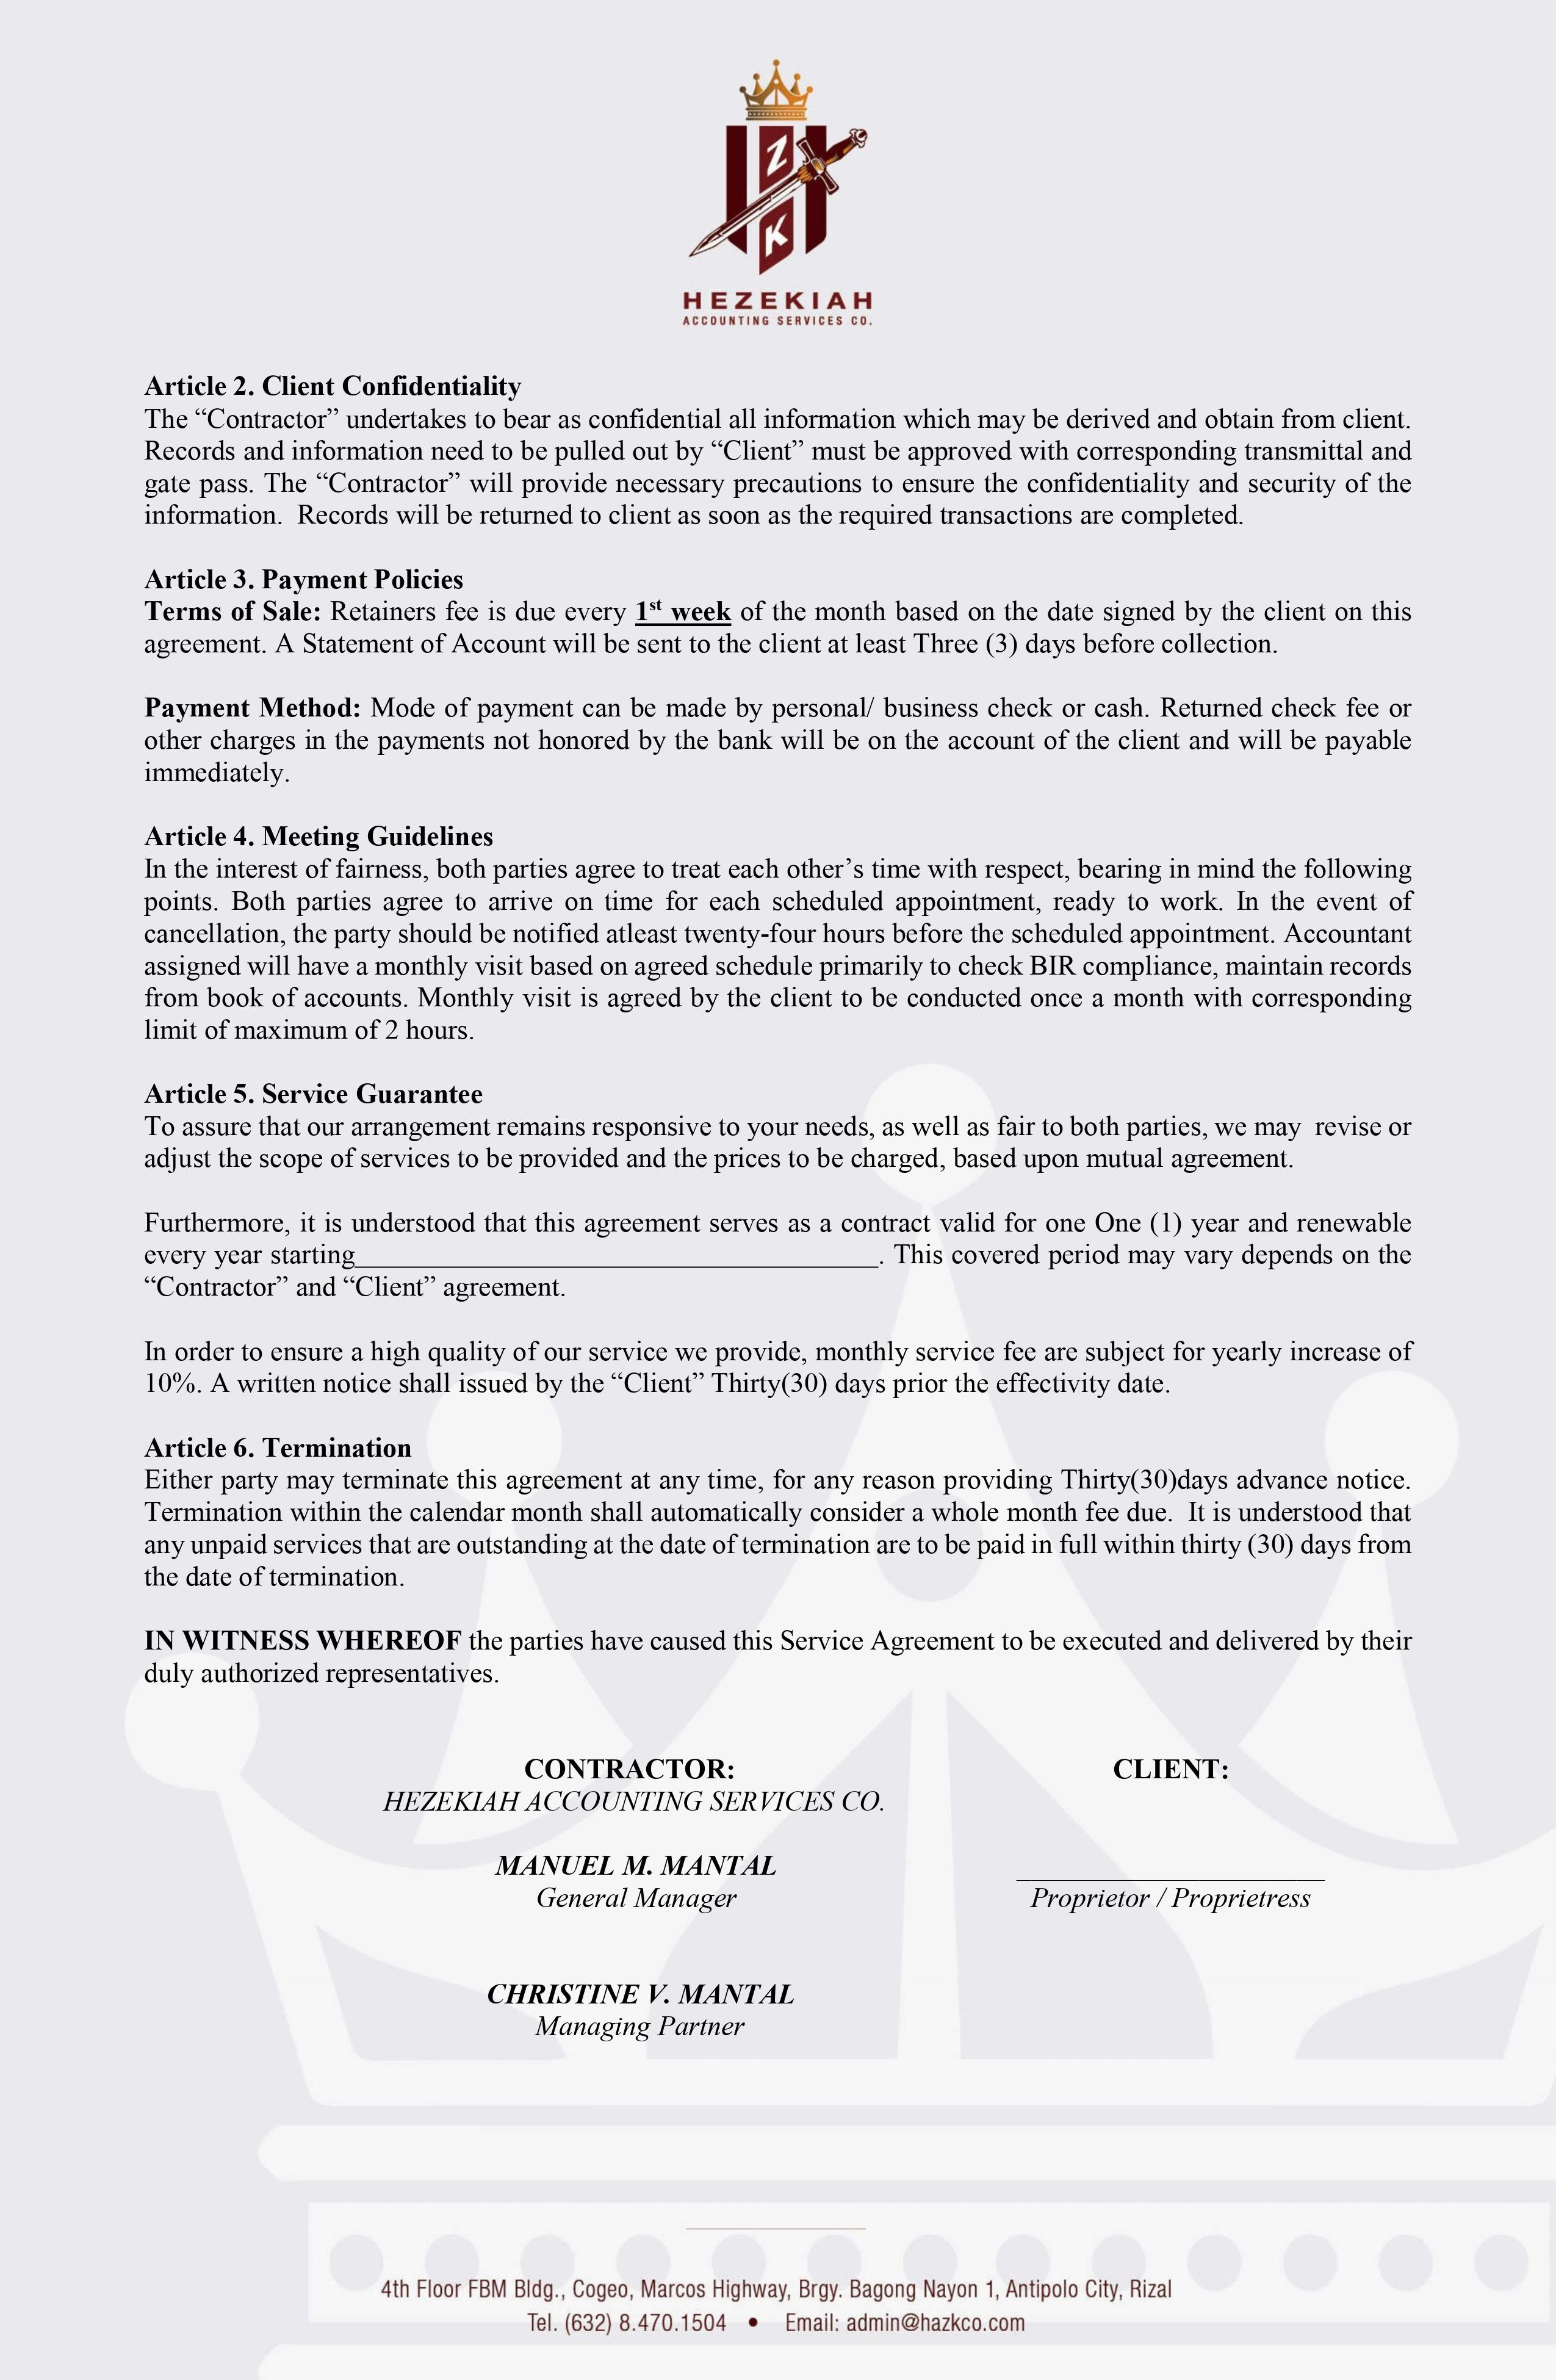 Z
K
HEZEKIAH
ACCOUNTING SERVICES CO.
Article 2. Client Confidentiality
The “Contractor” undertakes to bear as confidential all information which may be derived and obtain from client.
Records and information need to be pulled out by “Client” must be approved with corresponding transmittal and
gate pass. The “Contractor” will provide necessary precautions to ensure the confidentiality and security of the
information.  Records will be returned to client as soon as the required transactions are completed.
Article 3. Payment Policies
Terms of Sale: Retainers fee is due every 1st week of the month based on the date signed by the client on this
agreement. A Statement of Account will be sent to the client at least Three (3) days before collection.
Payment Method: Mode of payment can be made by personal/ business check or cash. Returned check fee or
other charges in the payments not honored by the bank will be on the account of the client and will be payable
immediately.
Article 4. Meeting Guidelines
In the interest of fairness, both parties agree to treat each other’s time with respect, bearing in mind the following
points. Both parties agree to arrive on time for each scheduled appointment, ready to work. In the event of
cancellation, the party should be notified atleast twenty-four hours before the scheduled appointment. Accountant
assigned will have a monthly visit based on agreed schedule primarily to check BIR compliance, maintain records
from book of accounts. Monthly visit is agreed by the client to be conducted once a month with corresponding
limit of maximum of 2 hours.
Article 5. Service Guarantee
To assure that our arrangement remains responsive to your needs, as well as fair to both parties, we may  revise or
adjust the scope of services to be provided and the prices to be charged, based upon mutual agreement.
Furthermore, it is understood that this agreement serves as a contract valid for one One (1) year and renewable
every year starting____________________________________. This covered period may vary depends on the
“Contractor” and “Client” agreement.
In order to ensure a high quality of our service we provide, monthly service fee are subject for yearly increase of
10%. A written notice shall issued by the “Client” Thirty(30) days prior the effectivity date.
Article 6. Termination
Either party may terminate this agreement at any time, for any reason providing Thirty(30)days advance notice.
Termination within the calendar month shall automatically consider a whole month fee due.  It is understood that
any unpaid services that are outstanding at the date of termination are to be paid in full within thirty (30) days from
the date of termination.
IN WITNESS WHEREOF the parties have caused this Service Agreement to be executed and delivered by their
duly authorized representatives.
CONTRACTOR: CLIENT:
HEZEKIAH ACCOUNTING SERVICES CO.
MANUEL M. MANTAL ______________________
General Manager Proprietor / Proprietress
CHRISTINE V. MANTAL
Managing Partner
4th Floor FBM Bldg., Cogeo, Marcos Highway, Brgy. Bagong Nayon 1, Antipolo City, Rizal
Tel. (632) 8.470.1504 • Email: admin@hazkco.com